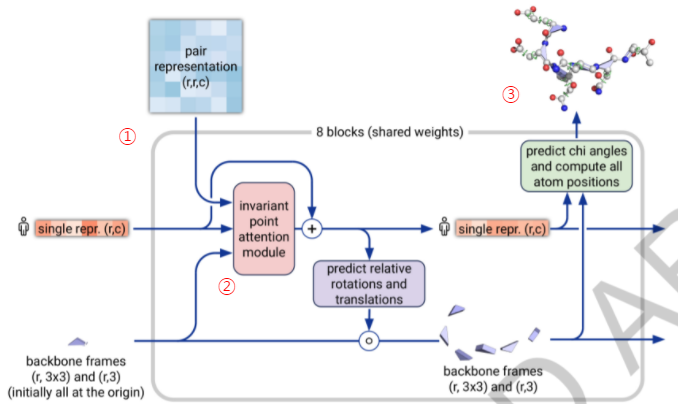 pair
representation
(r,r,c)
③
①
8 blocks (shared weights)
predict chi angles
and compute all
atom positions
invariant
point
attention
module
+
single repr. (r,c)
single repr. (r,c)
②
predict relative
rotations and
translations
backbone frames
(r, 3x3) and (r,3)
(initially all at the origin)
backbone frames
(r, 3x3) and (r,3)